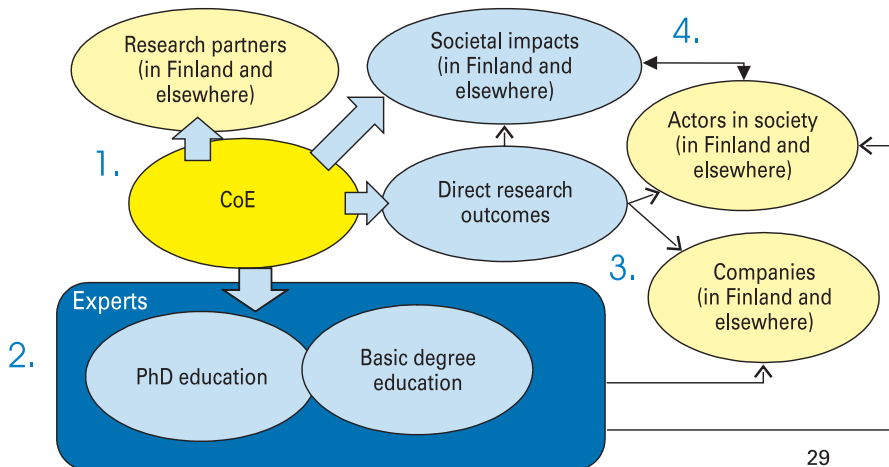 Research partners
(in Finland and
elsewhere)
Societal impacts
(in Finland and
elsewhere)
4.
Actors in society
(in Finland and
elsewhere)
1.
CoE
Direct research
outcomes
3.
Companies
(in Finland and
elsewhere)
Experts
2.
PhD education
Basic degree
education
29